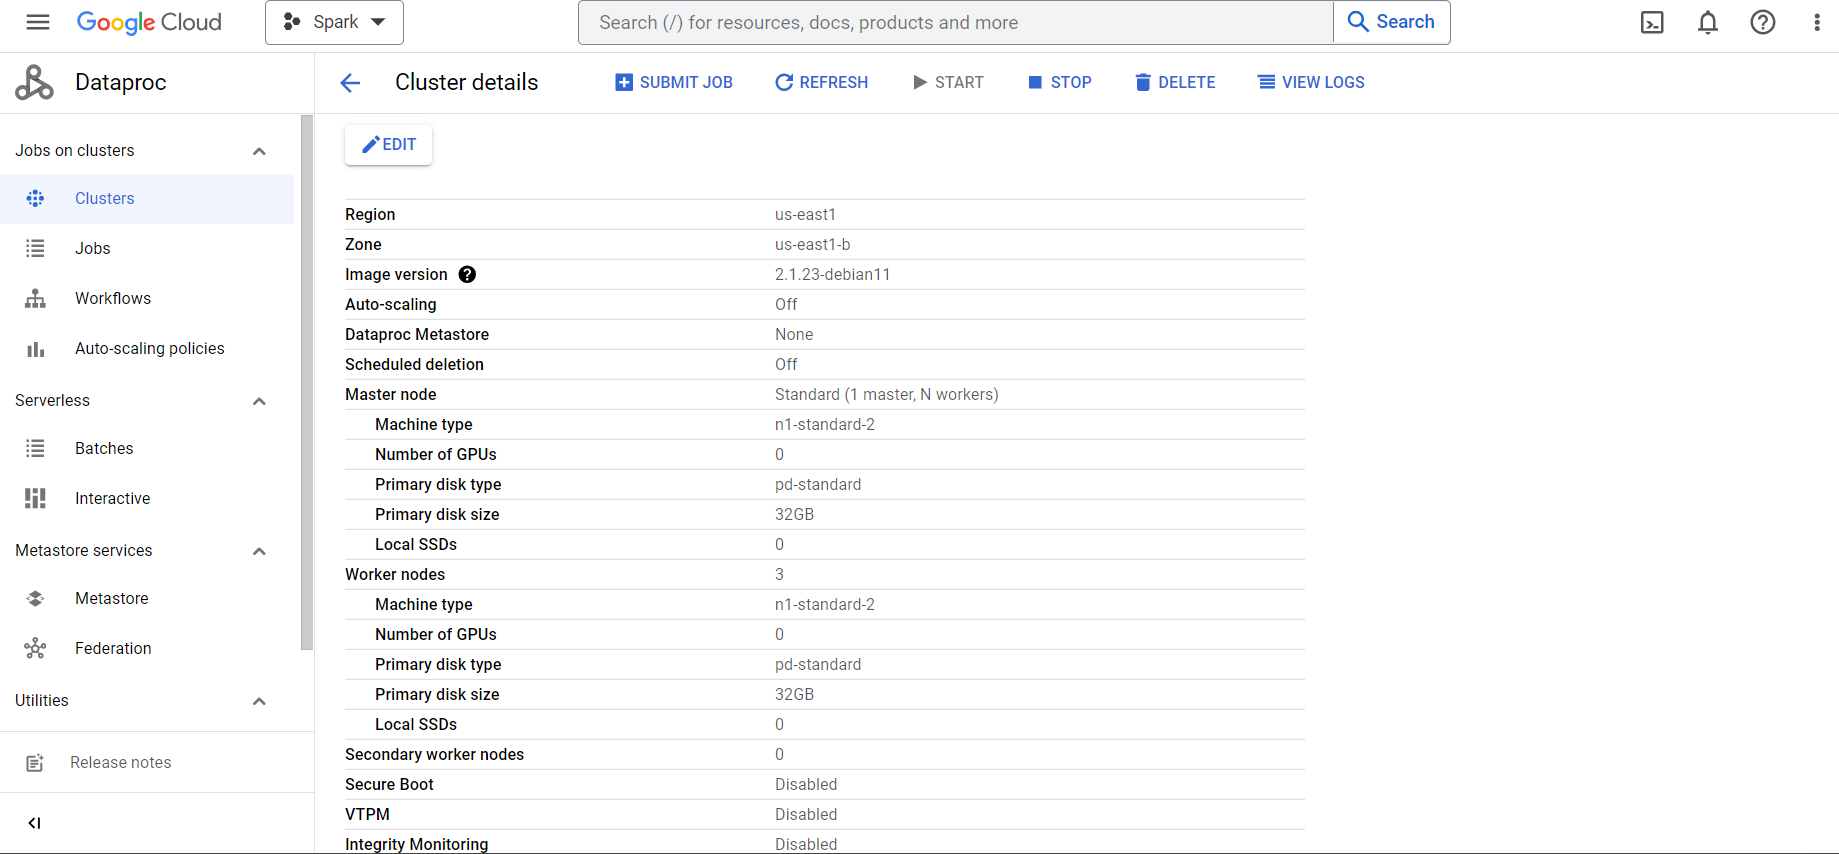 Google Cloud
Spark
Search (/) for resources, docs, products and more
Search
Dataproc
Cluster details
SUBMIT JOB
REFRESH
START
STOP
DELETE
VIEW LOGS
Jobs on clusters
Clusters
Jobs
Workflows
Auto-scaling policies
Serverless
Batches
Interactive
Metastore services
Metastore
Federation
Utilities
Release notes
EDIT
Region us-east1
Zone us-east1-b
Image version ? 2.1.23-debian11
Auto-scaling Off
Dataproc Metastore None
Scheduled deletion Off
Master node Standard (1 master, N workers)
Machine type n1-standard-2
Number of GPUs 0
Primary disk type pd-standard
Primary disk size 32GB
Local SSDs 0
Worker nodes 3
Machine type n1-standard-2
Number of GPUs 0
Primary disk type pd-standard
Primary disk size 32GB
Local SSDs 0
Secondary worker nodes 0
Secure Boot Disabled
VTPM Disabled
Integrity Monitoring Disabled